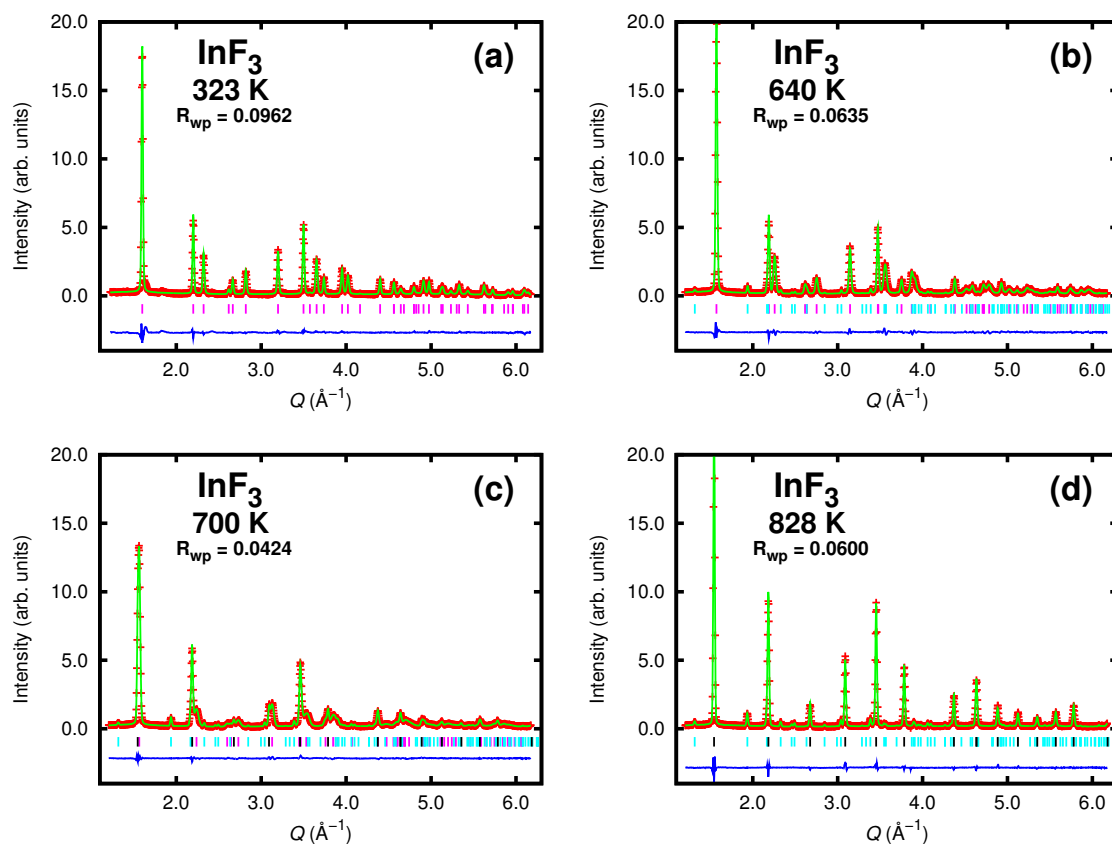 (a)
InF₃
323 K
R_wp = 0.0962
Intensity (arb. units)
20.0
15.0
10.0
5.0
0.0
2.0 3.0 4.0 5.0 6.0
Q (Å⁻¹)
(b)
InF₃
640 K
R_wp = 0.0635
Intensity (arb. units)
20.0
15.0
10.0
5.0
0.0
2.0 3.0 4.0 5.0 6.0
Q (Å⁻¹)
(c)
InF₃
700 K
R_wp = 0.0424
Intensity (arb. units)
20.0
15.0
10.0
5.0
0.0
2.0 3.0 4.0 5.0 6.0
Q (Å⁻¹)
(d)
InF₃
828 K
R_wp = 0.0600
Intensity (arb. units)
20.0
15.0
10.0
5.0
0.0
2.0 3.0 4.0 5.0 6.0
Q (Å⁻¹)